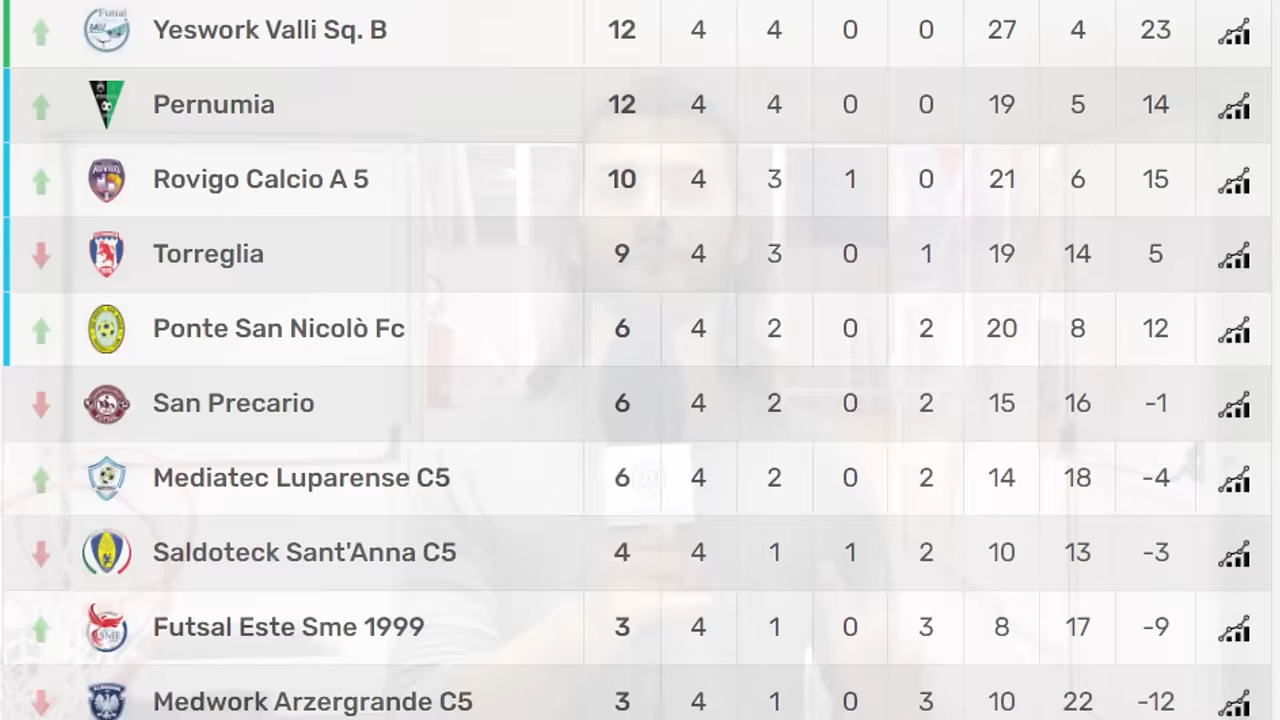 Yeswork Valli Sq. B 12 4 4 0 0 27 4 23
Pernumia 12 4 4 0 0 19 5 14
Rovigo Calcio A 5 10 4 3 1 0 21 6 15
Torreglia 9 4 3 0 1 19 14 5
Ponte San Nicolò Fc 6 4 2 0 2 20 8 12
San Precario 6 4 2 0 2 15 16 -1
Mediatec Luparense C5 6 4 2 0 2 14 18 -4
Saldoteck Sant'Anna C5 4 4 1 1 2 10 13 -3
Futsal Este Sme 1999 3 4 1 0 3 8 17 -9
Medwork Arzergrande C5 3 4 1 0 3 10 22 -12